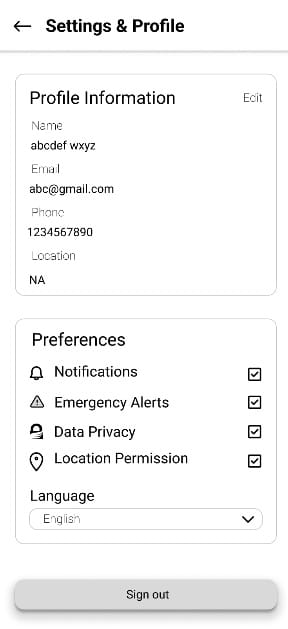 Settings & Profile
Profile Information Edit
Name
abcdef wxyz
Email
abc@gmail.com
Phone
1234567890
Location
NA
Preferences
Notifications
Emergency Alerts
Data Privacy
Location Permission
Language
English
Sign out